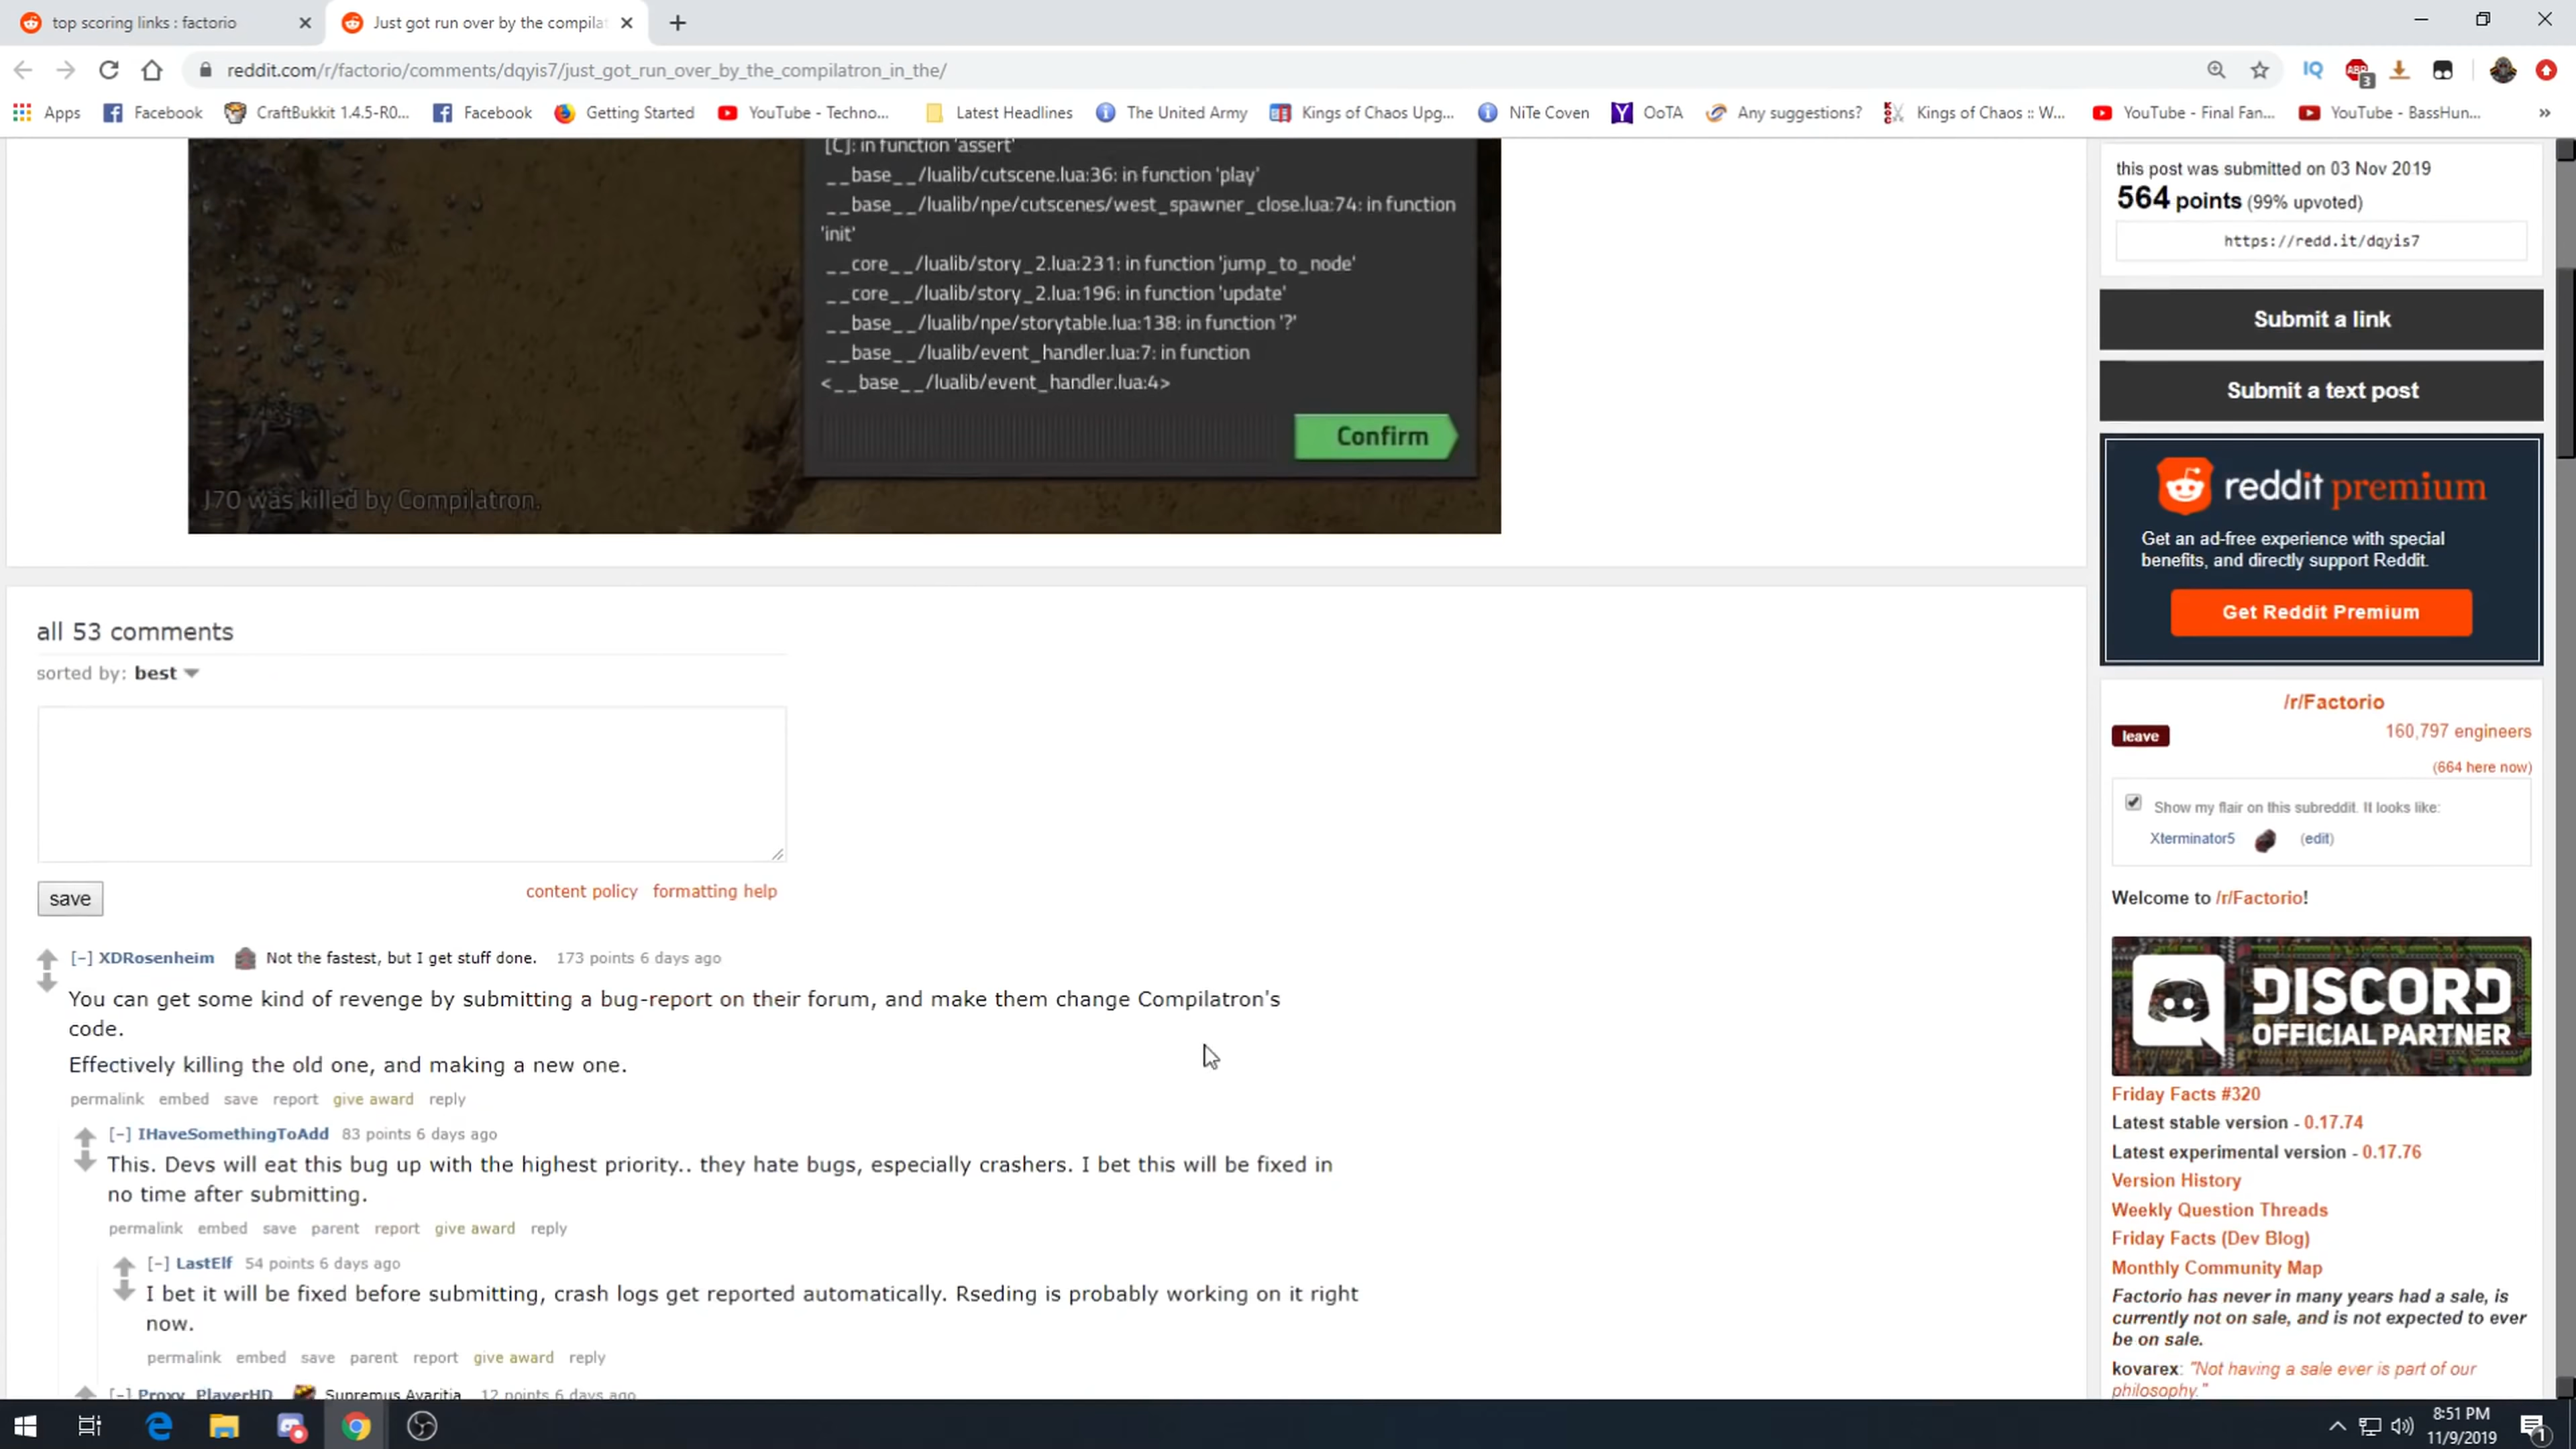 top scoring links : factorio
Just got run over by the compilat
reddit.com/r/factorio/comments/dqyis7/just_got_run_over_by_the_compilatron_in_the/
IQ
ABP
3
Apps
Facebook
CraftBukkit 1.4.5-R0...
Facebook
Getting Started
YouTube - Techno...
Latest Headlines
The United Army
Kings of Chaos Upg...
NiTe Coven
OoTA
Any suggestions?
Kings of Chaos :: W...
YouTube - Final Fan...
YouTube - BassHun...
»
[C]: in function 'assert'
__base__/lualib/cutscene.lua:36: in function 'play'
__base__/lualib/npe/cutscenes/west_spawner_close.lua:74: in function
'init'
__core__/lualib/story_2.lua:231: in function 'jump_to_node'
__core__/lualib/story_2.lua:196: in function 'update'
__base__/lualib/npe/storytable.lua:138: in function '?'
__base__/lualib/event_handler.lua:7: in function
<__base__/lualib/event_handler.lua:4>
Confirm
J70 was killed by Compilatron.
all 53 comments
sorted by: best
save
content policy formatting help
[–] XDRosenheim Not the fastest, but I get stuff done. 173 points 6 days ago
You can get some kind of revenge by submitting a bug-report on their forum, and make them change Compilatron's
code.
Effectively killing the old one, and making a new one.
permalink embed save report give award reply
[–] IHaveSomethingToAdd 83 points 6 days ago
This. Devs will eat this bug up with the highest priority.. they hate bugs, especially crashers. I bet this will be fixed in
no time after submitting.
permalink embed save parent report give award reply
[–] LastElf 54 points 6 days ago
I bet it will be fixed before submitting, crash logs get reported automatically. Rseding is probably working on it right
now.
permalink embed save parent report give award reply
[–] Proxy_PlayerHD Supremus Avaritia 12 points 6 days ago
this post was submitted on 03 Nov 2019
564 points (99% upvoted)
https://redd.it/dqyis7
Submit a link
Submit a text post
reddit premium
Get an ad-free experience with special
benefits, and directly support Reddit.
Get Reddit Premium
/r/Factorio
leave
160,797 engineers
(664 here now)
Show my flair on this subreddit. It looks like:
Xterminator5 (edit)
Welcome to /r/Factorio!
DISCORD
OFFICIAL PARTNER
Friday Facts #320
Latest stable version - 0.17.74
Latest experimental version - 0.17.76
Version History
Weekly Question Threads
Friday Facts (Dev Blog)
Monthly Community Map
Factorio has never in many years had a sale, is
currently not on sale, and is not expected to ever
be on sale.
kovarex: "Not having a sale ever is part of our
philosophy."
8:51 PM
11/9/2019
1